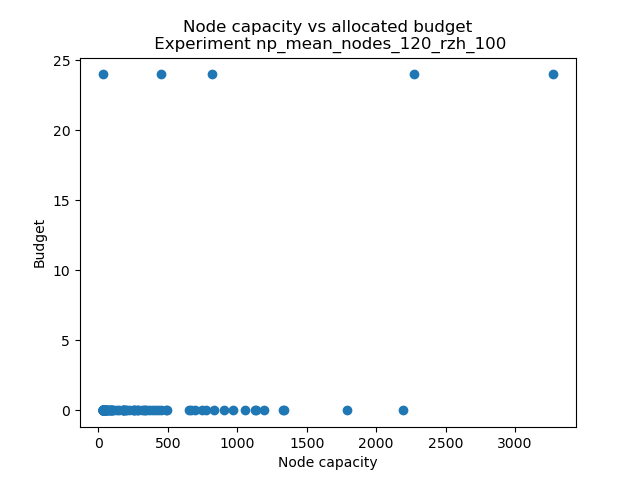 Node capacity vs allocated budget
Experiment np_mean_nodes_120_rzh_100
25
20
15
10
5
0
Budget
0 500 1000 1500 2000 2500 3000
Node capacity